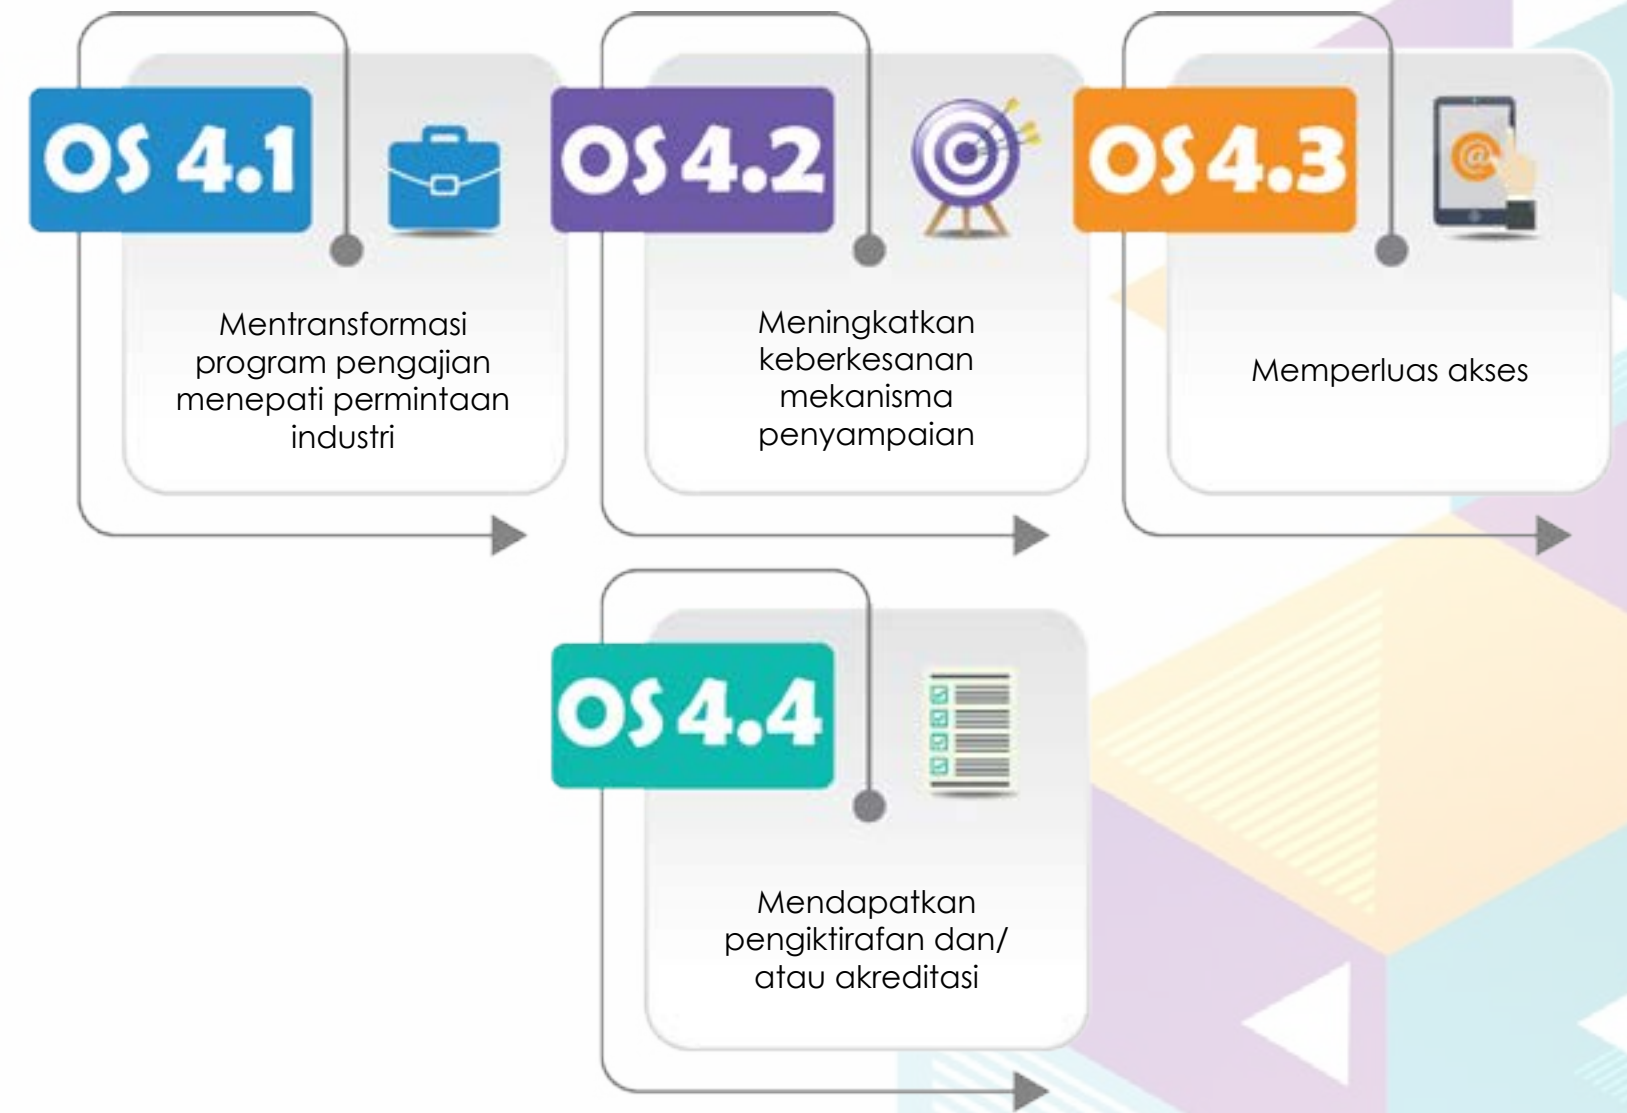 OS 4.1
Mentransformasi
program pengajian
menepati permintaan
industri
OS 4.2
Meningkatkan
keberkesanan
mekanisma
penyampaian
OS 4.3
@
Memperluas akses
OS 4.4
Mendapatkan
pengiktirafan dan/
atau akreditasi